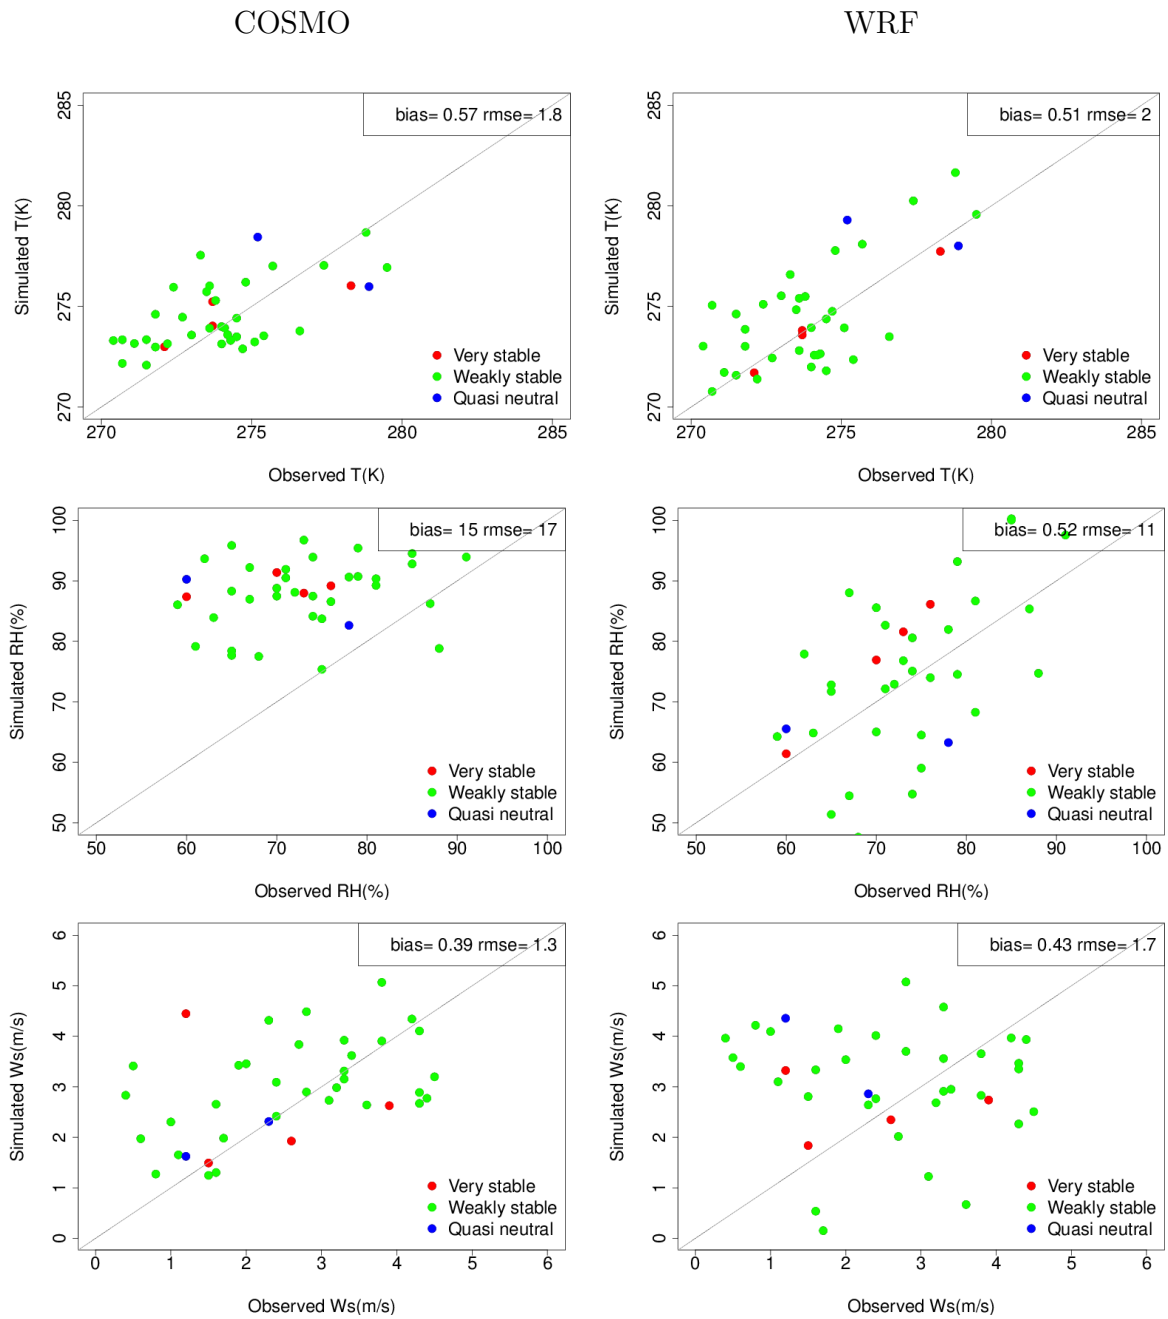 COSMO
WRF
bias= 0.57 rmse= 1.8
Simulated T(K)
285
280
275
270
Very stable
Weakly stable
Quasi neutral
270 275 280 285
Observed T(K)
bias= 0.51 rmse= 2
Simulated T(K)
285
280
275
270
Very stable
Weakly stable
Quasi neutral
270 275 280 285
Observed T(K)
bias= 15 rmse= 17
Simulated RH(%)
100
90
80
70
60
50
Very stable
Weakly stable
Quasi neutral
50 60 70 80 90 100
Observed RH(%)
bias= 0.52 rmse= 11
Simulated RH(%)
100
90
80
70
60
50
Very stable
Weakly stable
Quasi neutral
50 60 70 80 90 100
Observed RH(%)
bias= 0.39 rmse= 1.3
Simulated Ws(m/s)
6
5
4
3
2
1
0
Very stable
Weakly stable
Quasi neutral
0 1 2 3 4 5 6
Observed Ws(m/s)
bias= 0.43 rmse= 1.7
Simulated Ws(m/s)
6
5
4
3
2
1
0
Very stable
Weakly stable
Quasi neutral
0 1 2 3 4 5 6
Observed Ws(m/s)